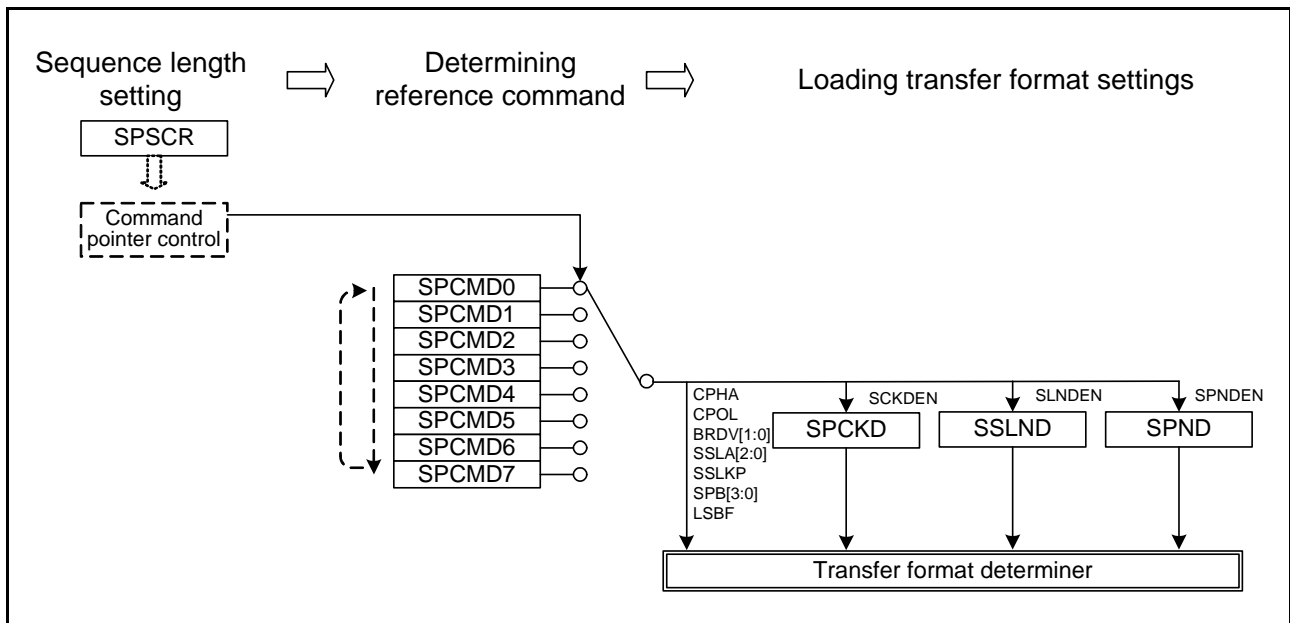 Sequence length
setting
Determining
reference command
Loading transfer format settings
SPSCR
Command
pointer control
SPCMD0
SPCMD1
SPCMD2
SPCMD3
SPCMD4
SPCMD5
SPCMD6
SPCMD7
CPHA
CPOL
BRDV[1:0]
SSLA[2:0]
SSLKP
SPB[3:0]
LSBF
SCKDEN
SPCKD
SLNDEN
SSLND
SPNDEN
SPND
Transfer format determiner